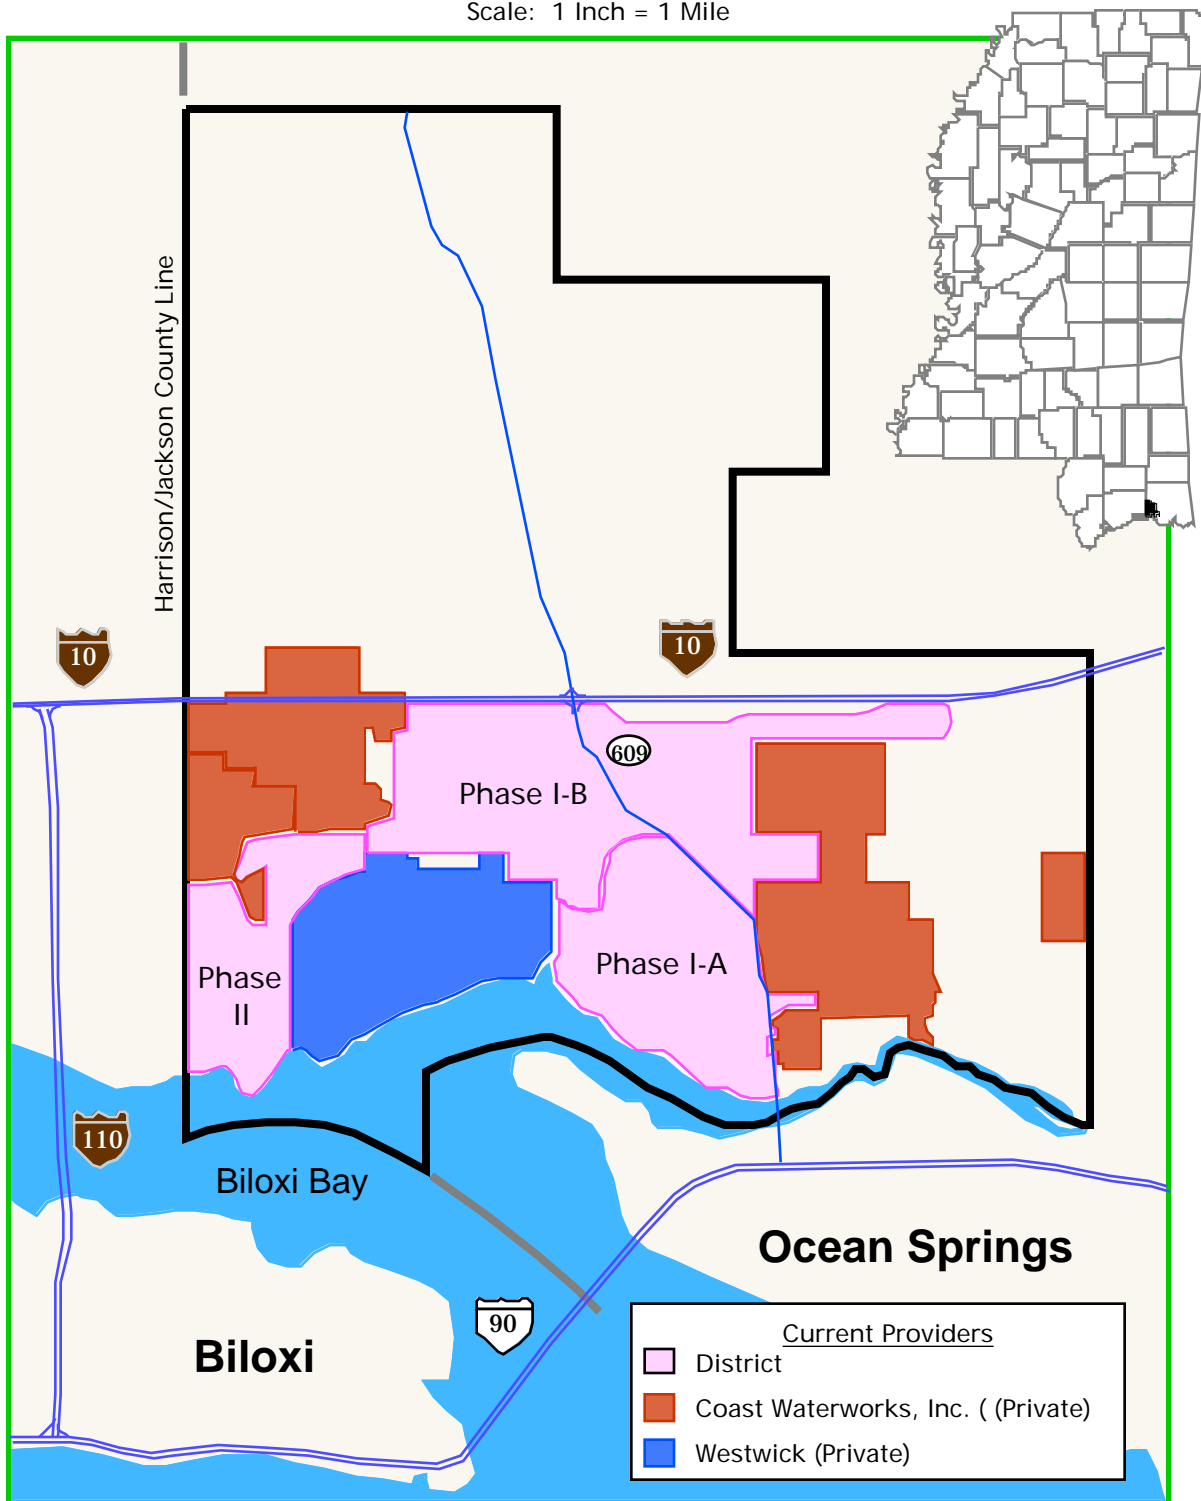 Scale: 1 Inch = 1 Mile
Harrison/Jackson County Line
10
10
609
Phase I-B
Phase I-A
Phase
II
110
Biloxi Bay
Ocean Springs
90
Biloxi
Current Providers
District
Coast Waterworks, Inc. ( (Private)
Westwick (Private)